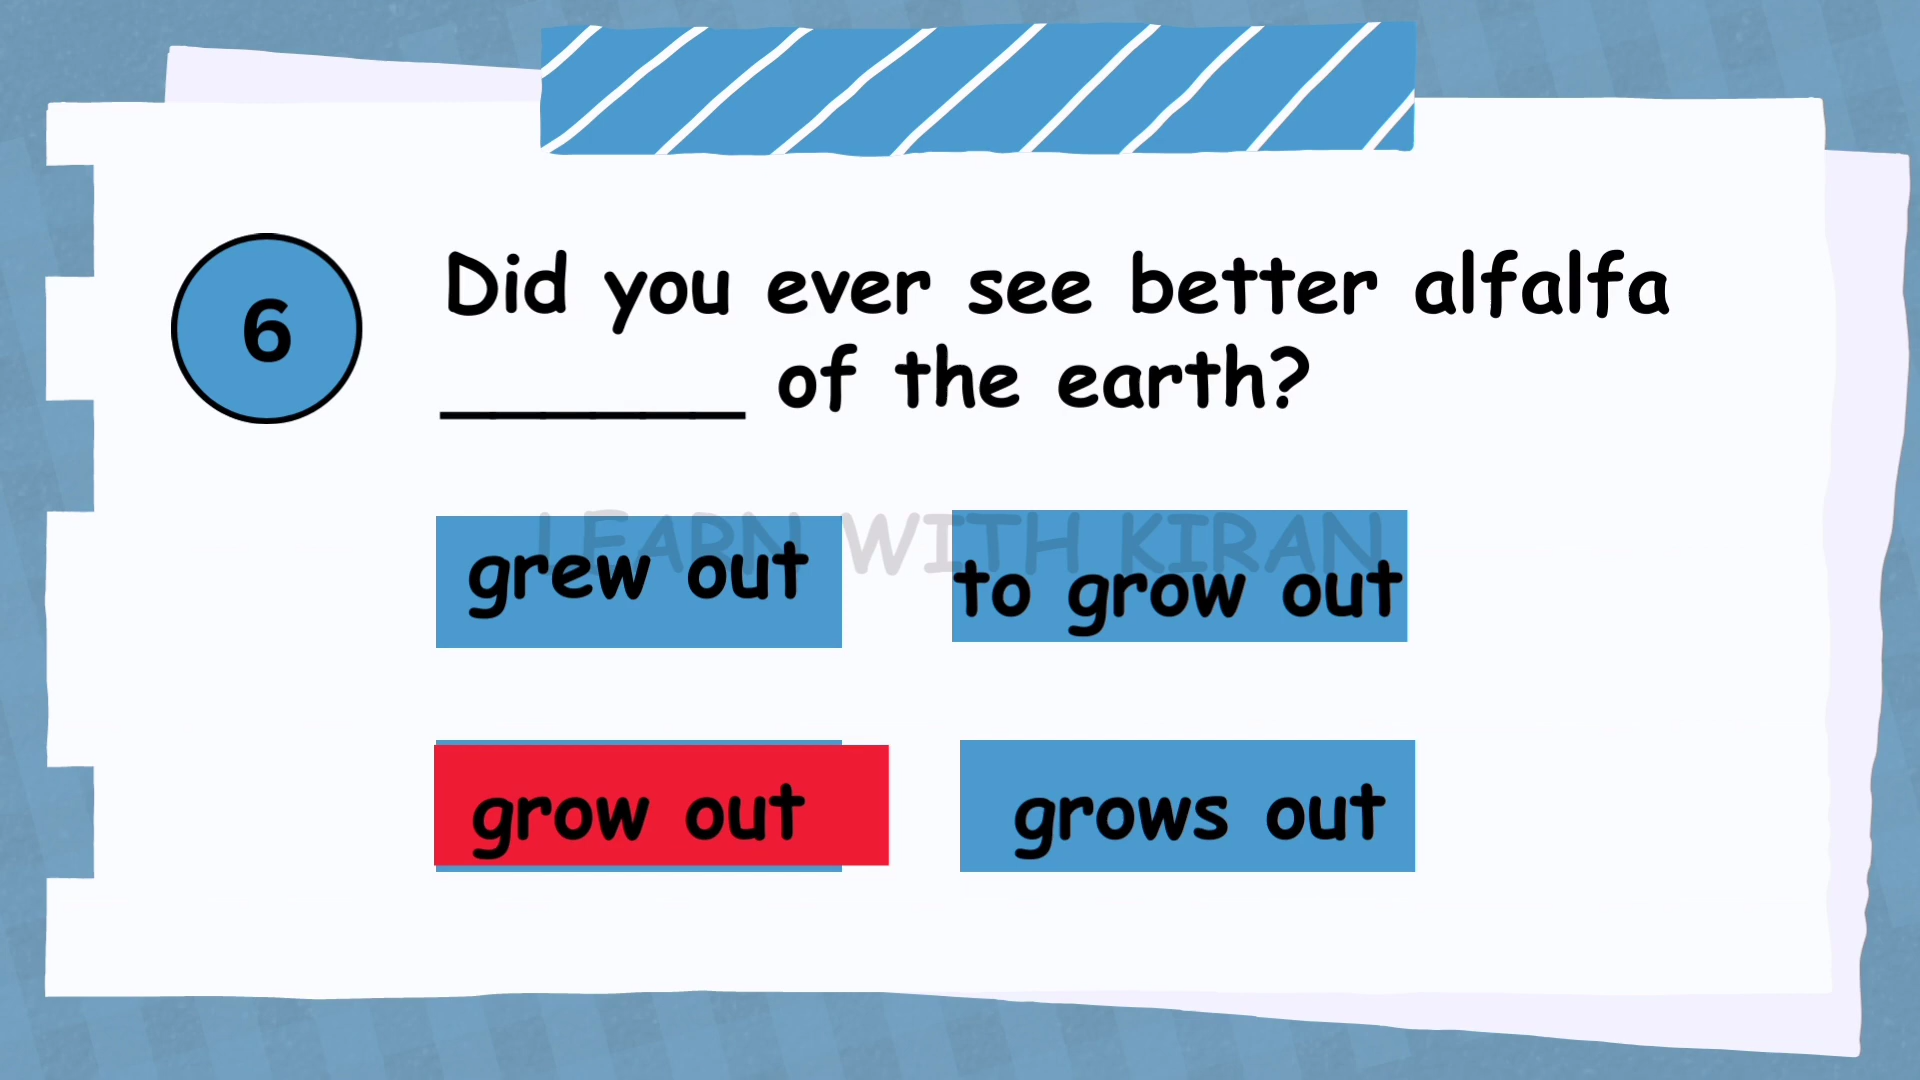 6
Did you ever see better alfalfa
______ of the earth?
LEARN WITH KIRAN
grew out
to grow out
grow out
grows out